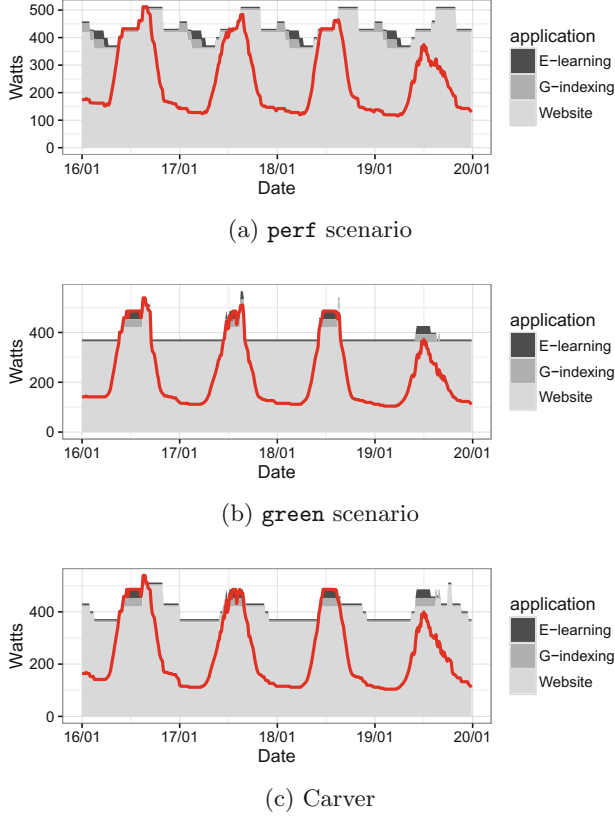 500
400
300
200
100
0
Watts
16/01 17/01 18/01 19/01 20/01
Date
application
E−learning
G−indexing
Website
(a) perf scenario
400
200
0
Watts
16/01 17/01 18/01 19/01 20/01
Date
application
E−learning
G−indexing
Website
(b) green scenario
400
200
0
Watts
16/01 17/01 18/01 19/01 20/01
Date
application
E−learning
G−indexing
Website
(c) Carver